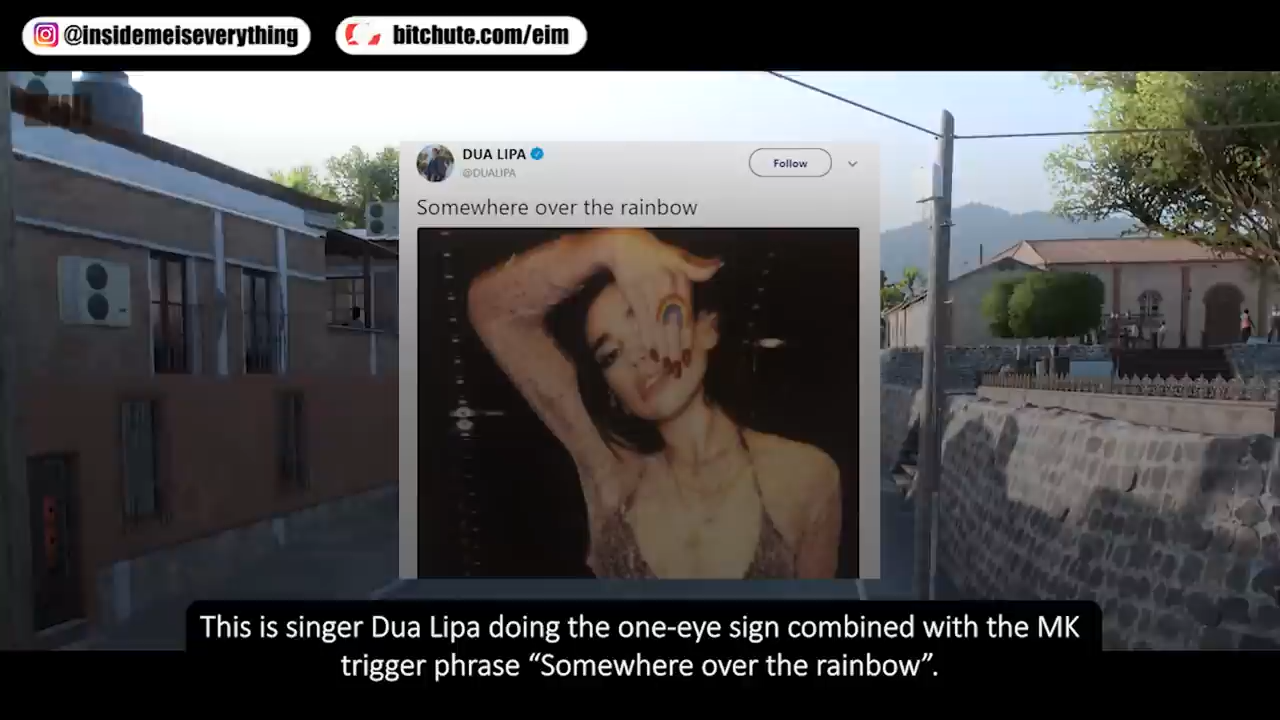 @insidemeiseverything
bitchute.com/eim
DUA LIPA
@DUALIPA
Follow
Somewhere over the rainbow
This is singer Dua Lipa doing the one-eye sign combined with the MK
trigger phrase “Somewhere over the rainbow”.